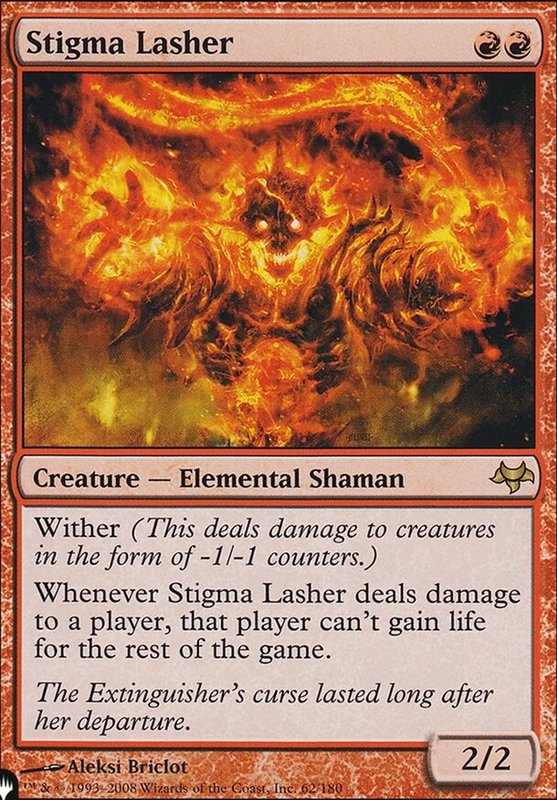 Stigma Lasher
Creature — Elemental Shaman
Wither (This deals damage to creatures
in the form of -1/-1 counters.)
Whenever Stigma Lasher deals damage
to a player, that player can't gain life
for the rest of the game.
The Extinguisher's curse lasted long after
her departure.
Aleksi Briclot
2/2
™ & © 1993–2008 Wizards of the Coast, Inc. 62/180